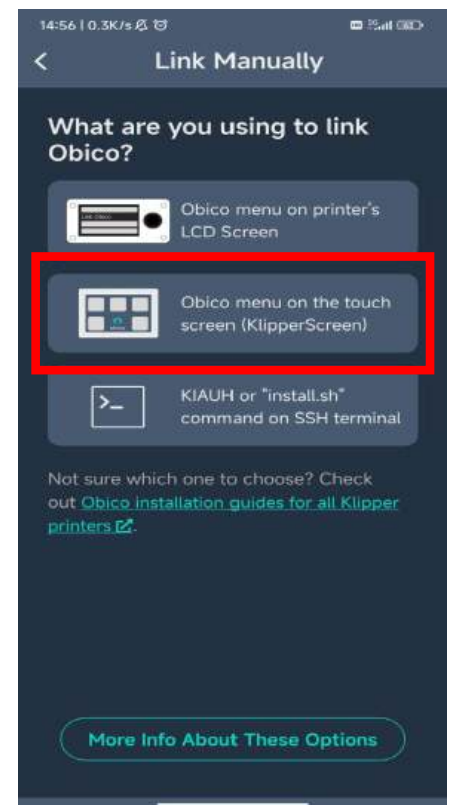 14:56 | 0.3K/s
Link Manually
What are you using to link
Obico?
Link Obico
Obico menu on printer's
LCD Screen
Obico menu on the touch
screen (KlipperScreen)
>_
KIAUH or "install.sh"
command on SSH terminal
Not sure which one to choose? Check
out Obico installation guides for all Klipper
printers.
More Info About These Options